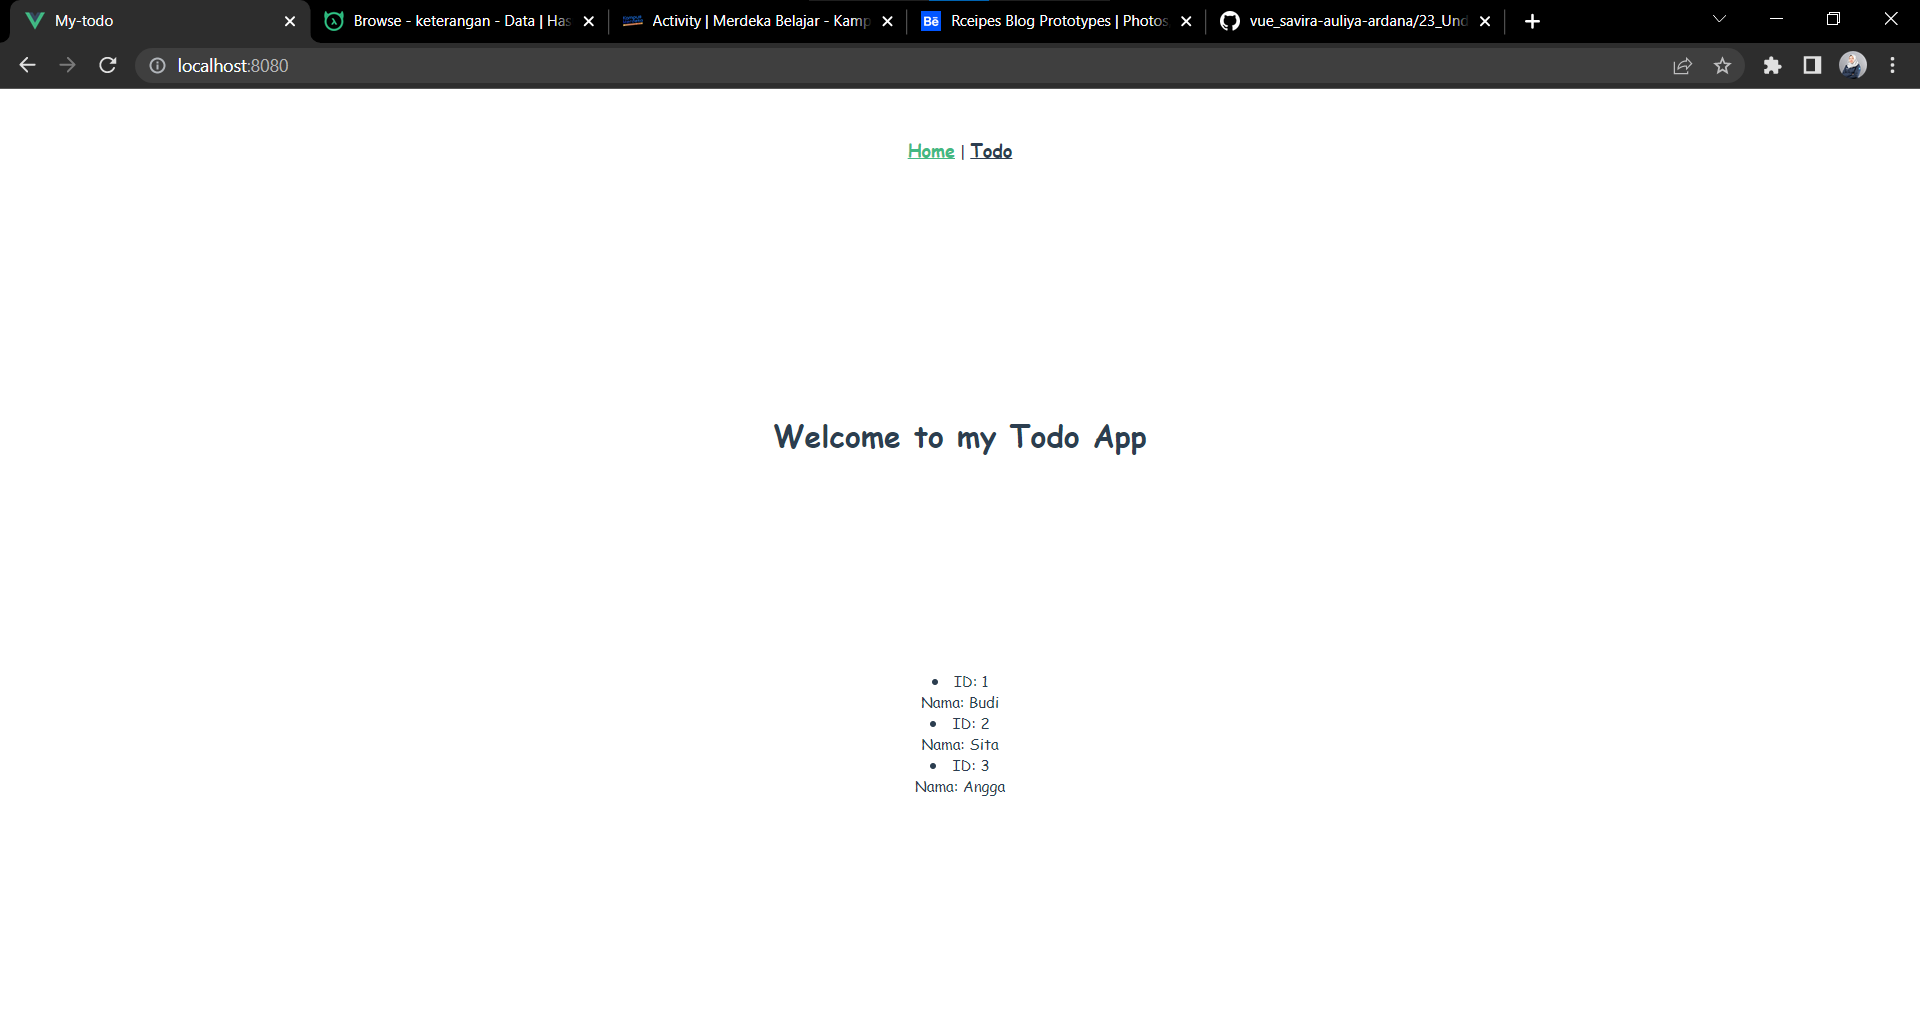 My-todo
Browse - keterangan - Data | Has
Activity | Merdeka Belajar - Kamp
Bē
Rceipes Blog Prototypes | Photos
vue_savira-auliya-ardana/23_Und
localhost:8080
Home | Todo
Welcome to my Todo App
ID: 1
Nama: Budi
ID: 2
Nama: Sita
ID: 3
Nama: Angga